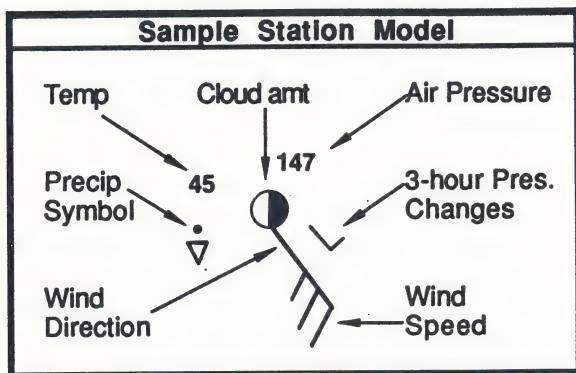 Sample Station Model
Temp
Cloud amt
Air Pressure
147
45
Precip
Symbol
3-hour Pres.
Changes
Wind
Direction
Wind
Speed